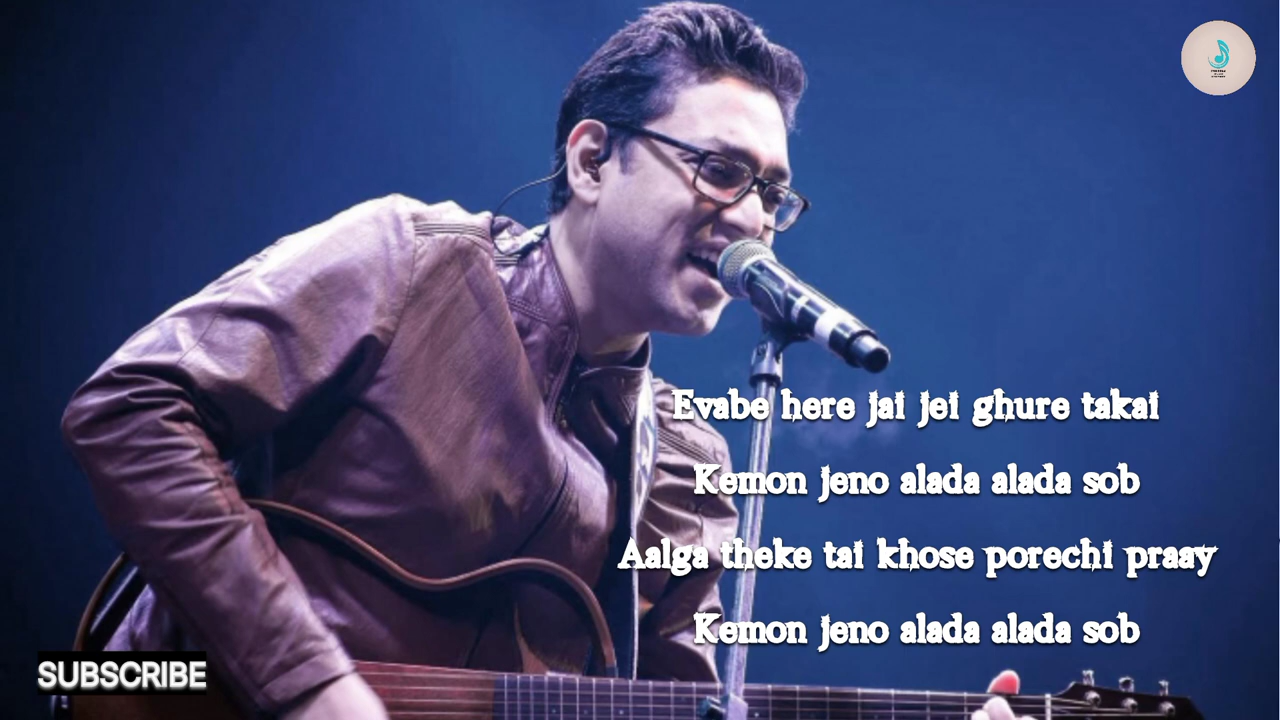 Evabe here jai jei ghure takai
Kemon jeno alada alada sob
Aalga theke tai khose porechi praay
Kemon jeno alada alada sob
SUBSCRIBE